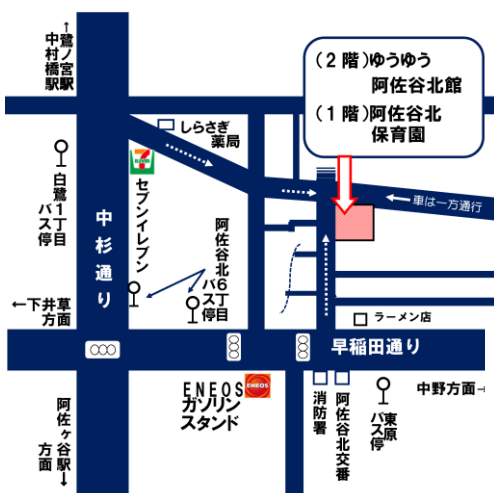 ↑鷺ノ宮駅
中村橋駅
(2階)ゆうゆう
阿佐谷北館
(1階)阿佐谷北
保育園
しらさぎ
薬局
7
ELEVEn
セブンイレブン
白鷺1丁目
バス停
中杉通り
阿佐谷北6丁目
バス停
←車は一方通行
←下井草
方面
ラーメン店
早稲田通り
ENEOS
ガソリン
スタンド
ENEOS
消防署
阿佐谷北交番
東原
バス停
中野方面→
阿佐ヶ谷駅↓
方面